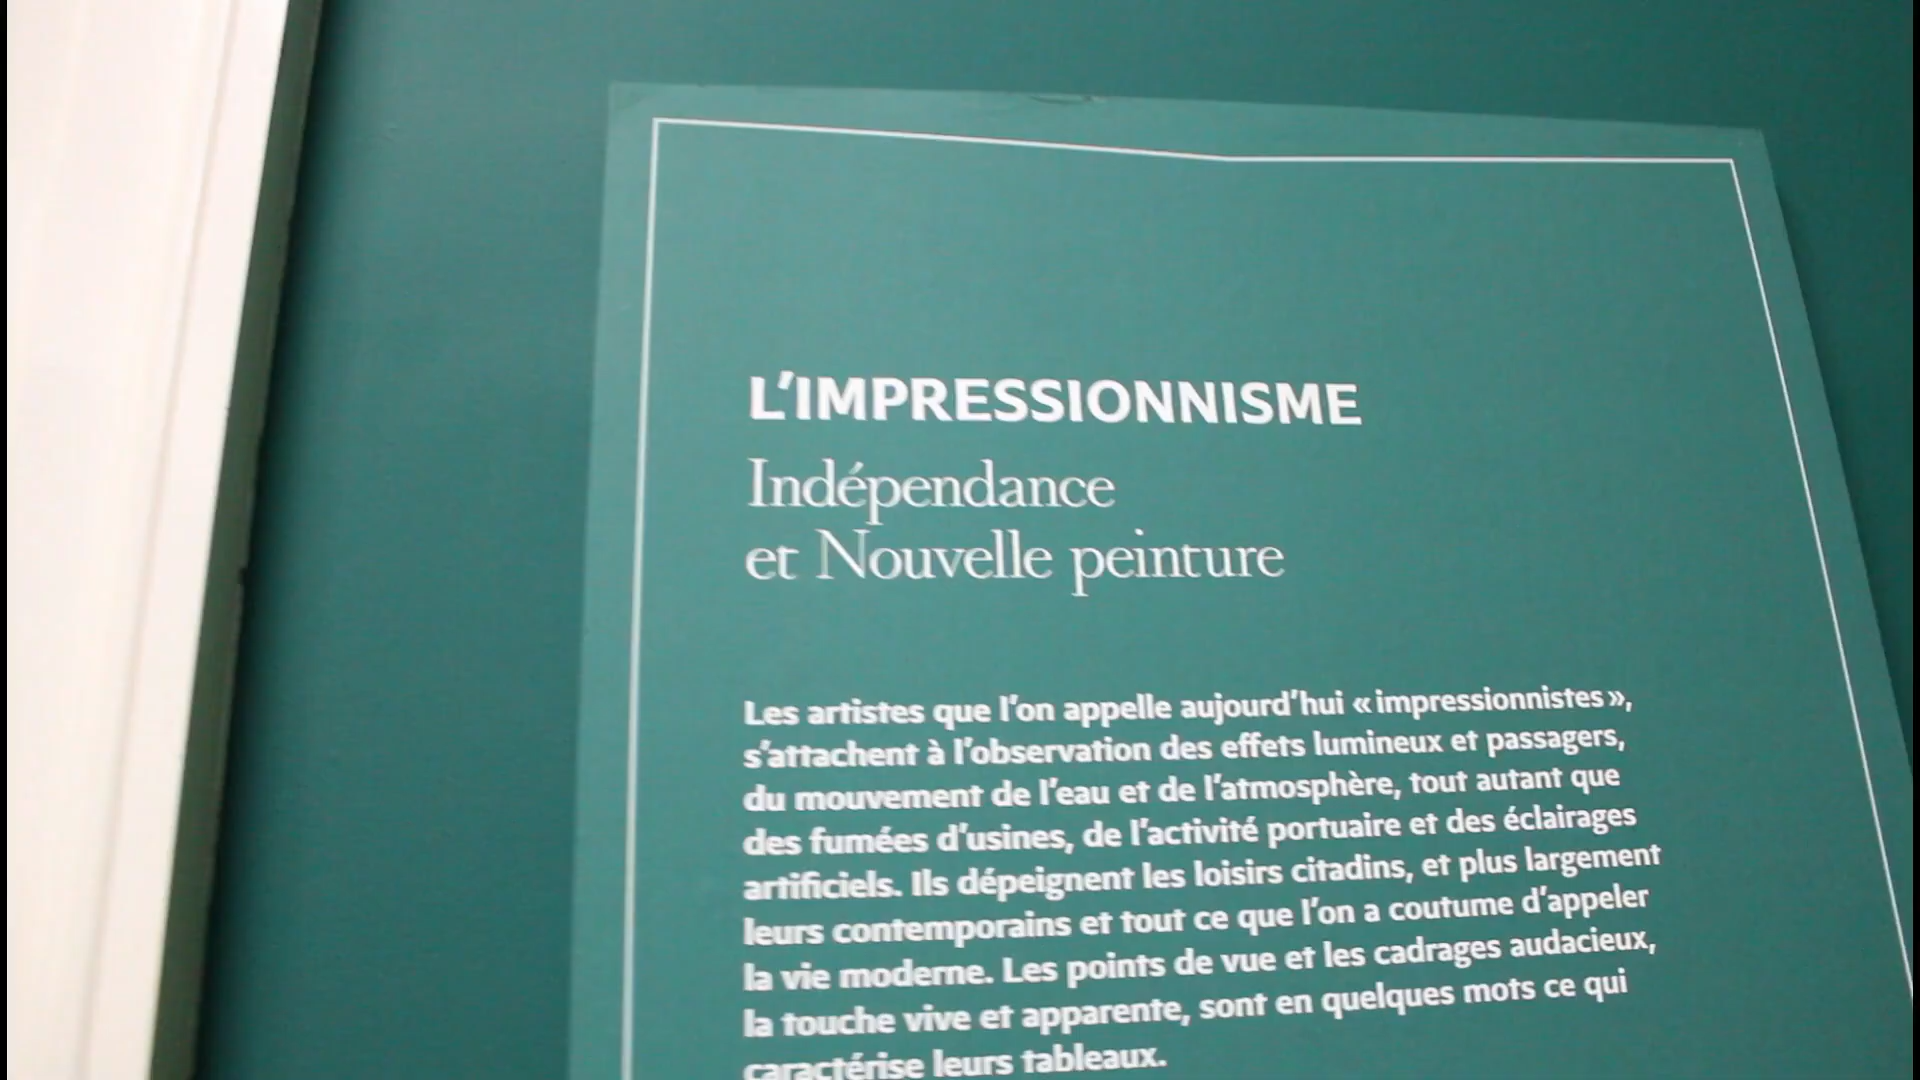 L'IMPRESSIONNISME
Indépendance
et Nouvelle peinture
Les artistes que l'on appelle aujourd'hui « impressionnistes »,
s'attachent à l'observation des effets lumineux et passagers,
du mouvement de l'eau et de l'atmosphère, tout autant que
des fumées d'usines, de l'activité portuaire et des éclairages
artificiels. Ils dépeignent les loisirs citadins, et plus largement
leurs contemporains et tout ce que l'on a coutume d'appeler
la vie moderne. Les points de vue et les cadrages audacieux,
la touche vive et apparente, sont en quelques mots ce qui
caractérise leurs tableaux.